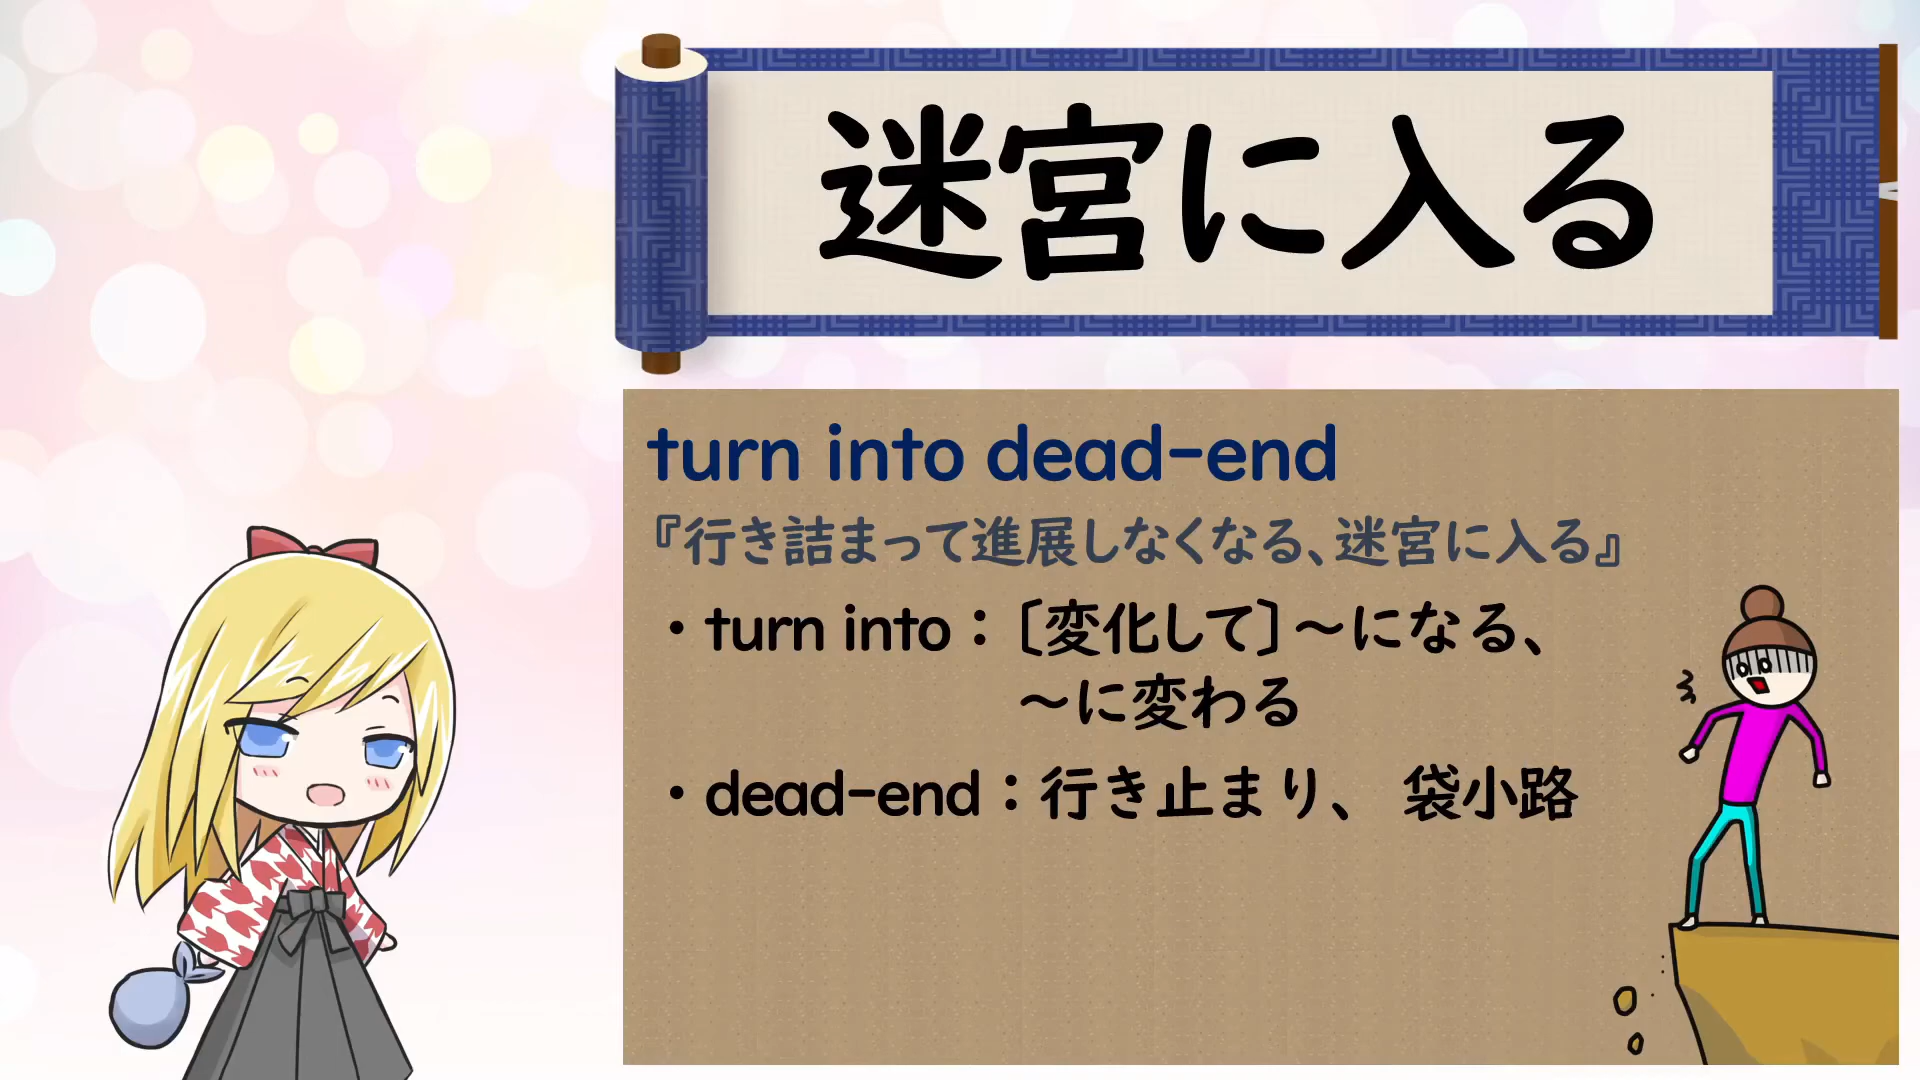 迷宮に入る
turn into dead-end
『行き詰まって進展しなくなる、迷宮に入る』
・turn into：〔変化して〕～になる、
～に変わる
・dead-end：行き止まり、 袋小路